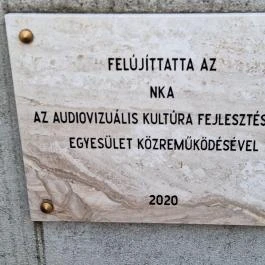 FELÚJÍTTATTA AZ
NKA
AZ AUDIOVIZUÁLIS KULTÚRA FEJLESZTÉS
EGYESÜLET KÖZREMŰKÖDÉSÉVEL
2020